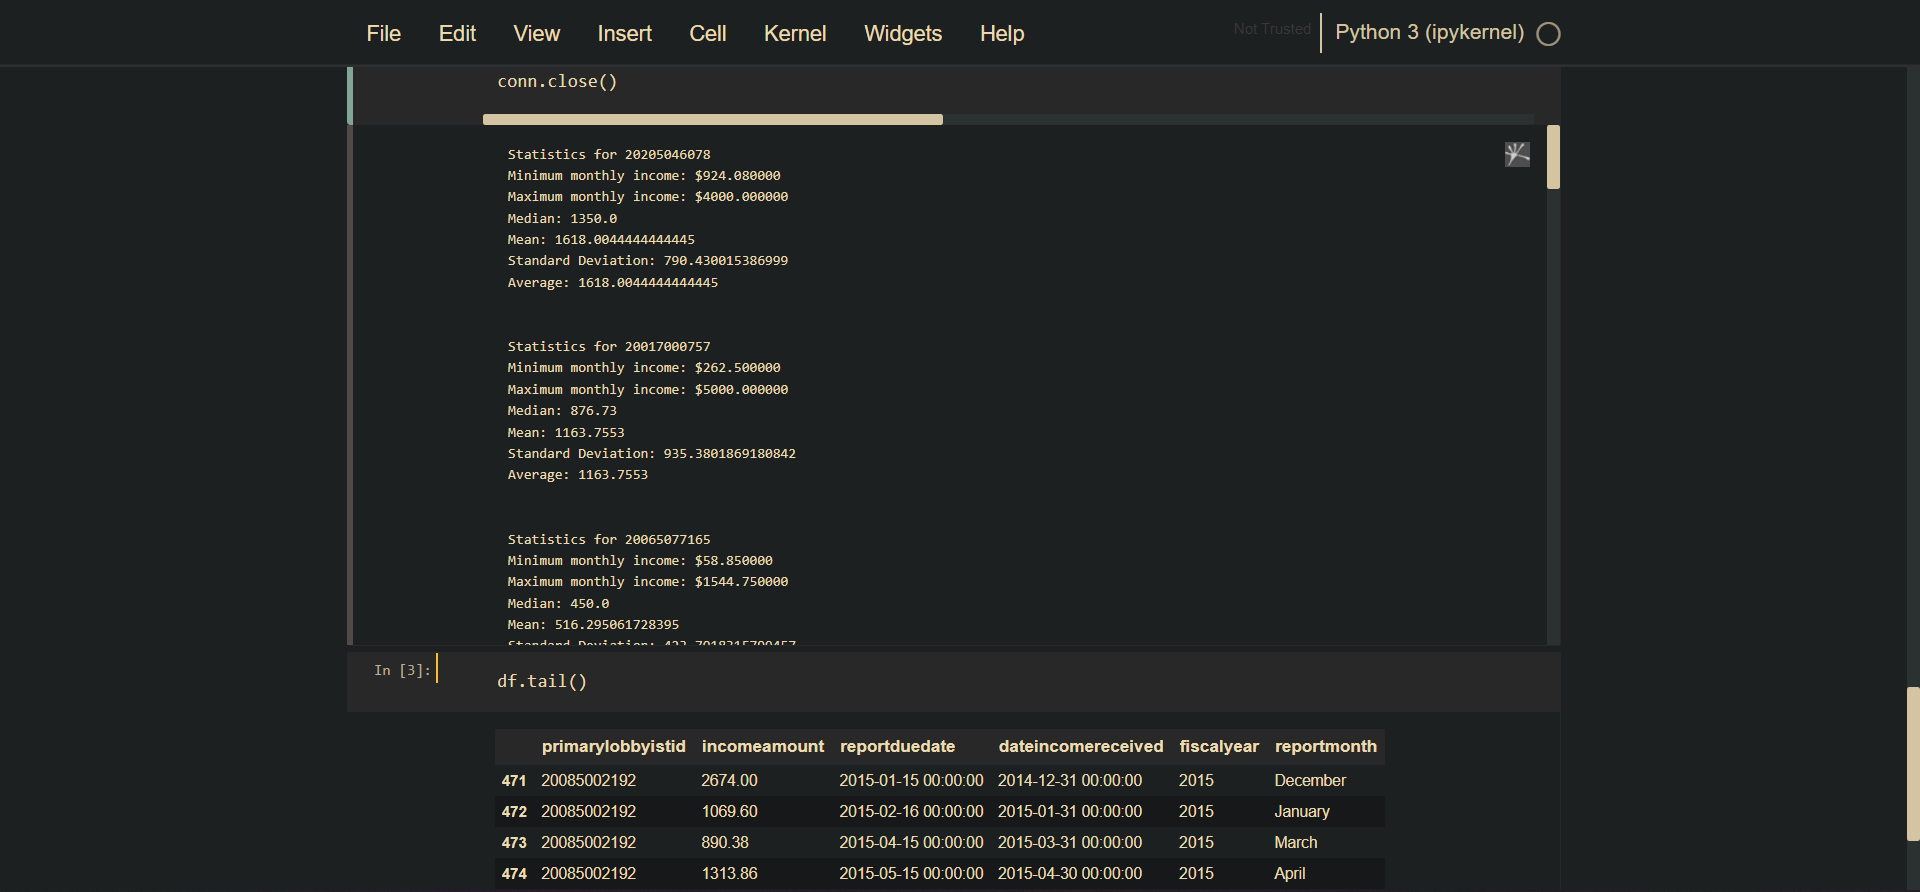 File Edit View Insert Cell Kernel Widgets Help Not Trusted Python 3 (ipykernel)
conn.close()
Statistics for 20205046078
Minimum monthly income: $924.080000
Maximum monthly income: $4000.000000
Median: 1350.0
Mean: 1618.0044444444445
Standard Deviation: 790.430015386999
Average: 1618.0044444444445
Statistics for 20017000757
Minimum monthly income: $262.500000
Maximum monthly income: $5000.000000
Median: 876.73
Mean: 1163.7553
Standard Deviation: 935.3801869180842
Average: 1163.7553
Statistics for 20065077165
Minimum monthly income: $58.850000
Maximum monthly income: $1544.750000
Median: 450.0
Mean: 516.295061728395
Standard Deviation:
In [3]: df.tail()
primarylobbyistid incomeamount reportduedate dateincomereceived fiscalyear reportmonth
471 20085002192 2674.00 2015-01-15 00:00:00 2014-12-31 00:00:00 2015 December
472 20085002192 1069.60 2015-02-16 00:00:00 2015-01-31 00:00:00 2015 January
473 20085002192 890.38 2015-04-15 00:00:00 2015-03-31 00:00:00 2015 March
474 20085002192 1313.86 2015-05-15 00:00:00 2015-04-30 00:00:00 2015 April